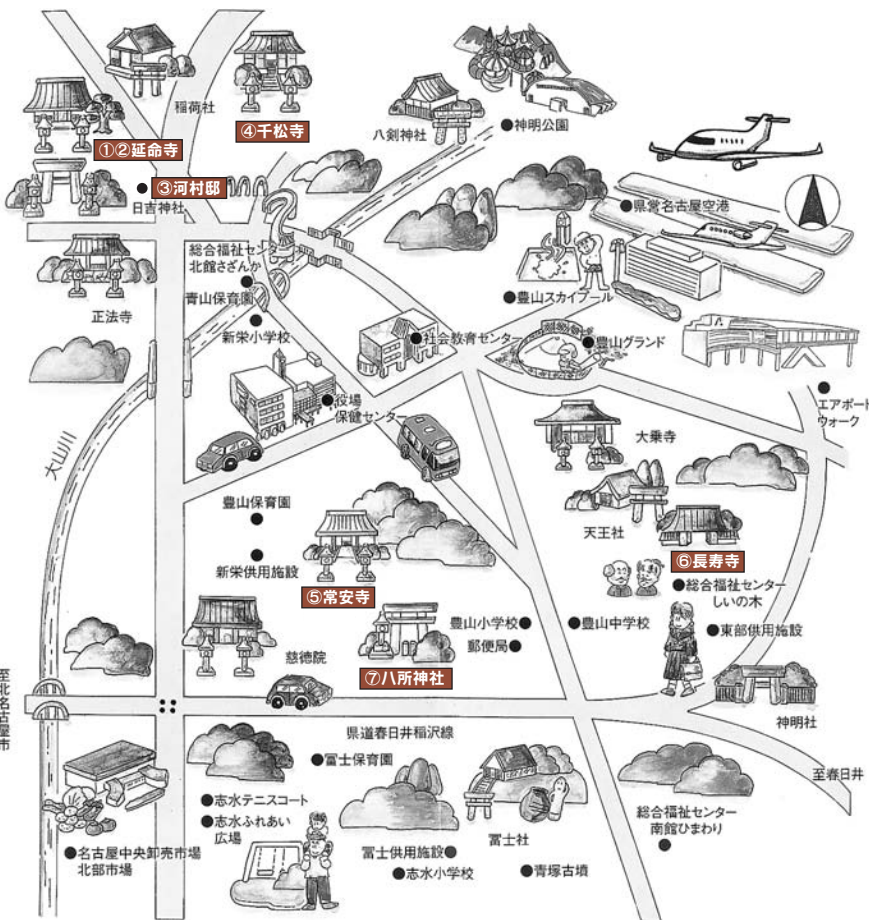 稲荷社
④千松寺
八剣神社
●神明公園
①②延命寺
③河村邸
日吉神社
●県営名古屋空港
総合福祉センター
北館さざんか
青山保育園
正法寺
新栄小学校
●豊山スカイプール
●社会教育センター
●豊山グランド
●役場
保健センター
●
エアポート
ウォーク
大山川
大乗寺
豊山保育園
天王社
新栄供用施設
⑥長寿寺
⑤常安寺
●総合福祉センター
しいの木
豊山小学校●
●豊山中学校
●東部供用施設
郵便局●
慈徳院
⑦八所神社
至北名古屋市
神明社
県道春日井稲沢線
●冨士保育園
至春日井
●志水テニスコート
●志水ふれあい
広場
総合福祉センター
南館ひまわり
冨士社
●名古屋中央卸売市場
北部市場
冨士供用施設●
●志水小学校
●青塚古墳